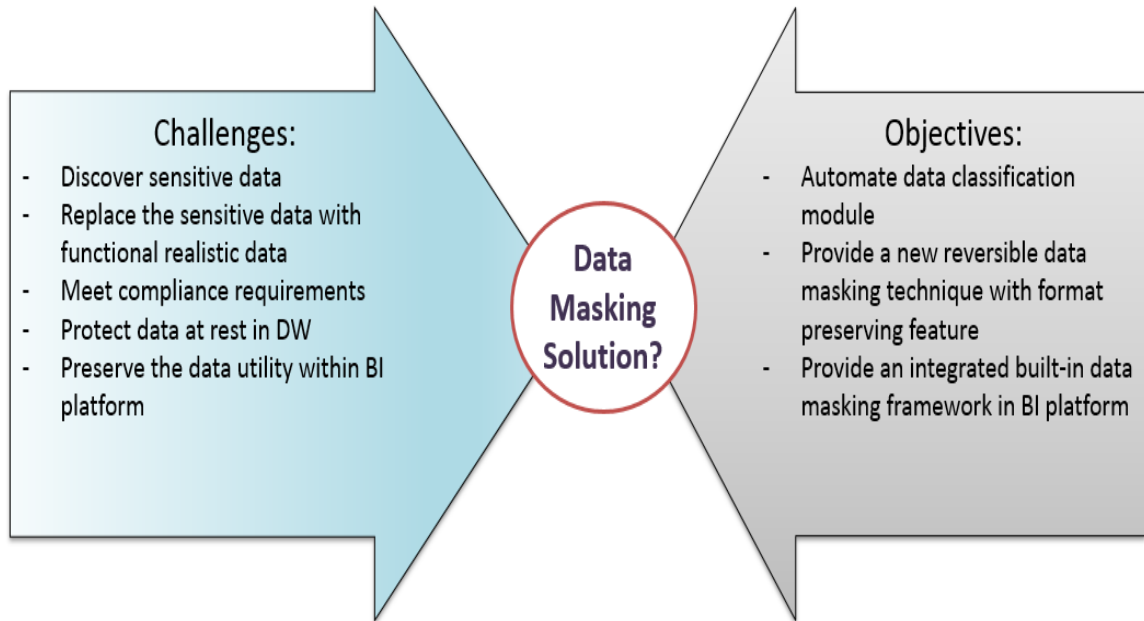 Challenges:
- Discover sensitive data
- Replace the sensitive data with
functional realistic data
- Meet compliance requirements
- Protect data at rest in DW
- Preserve the data utility within BI
platform
Data
Masking
Solution?
Objectives:
- Automate data classification
module
- Provide a new reversible data
masking technique with format
preserving feature
- Provide an integrated built-in data
masking framework in BI platform